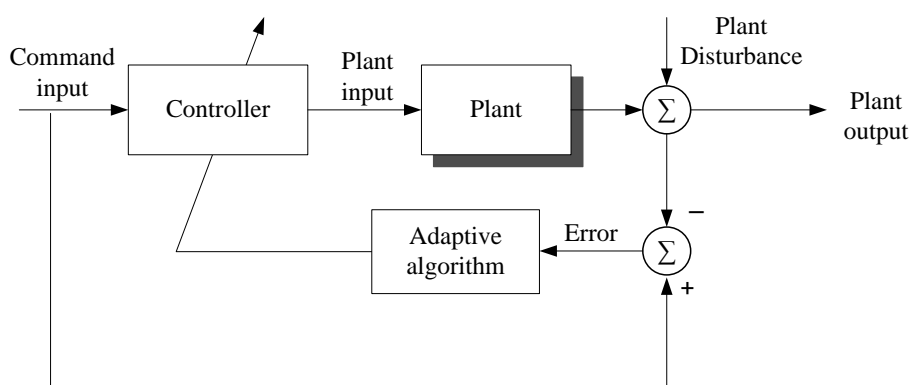 Command
input
Controller
Plant
input
Plant
Σ
Plant
Disturbance
Plant
output
−
Adaptive
algorithm
Error
Σ
+